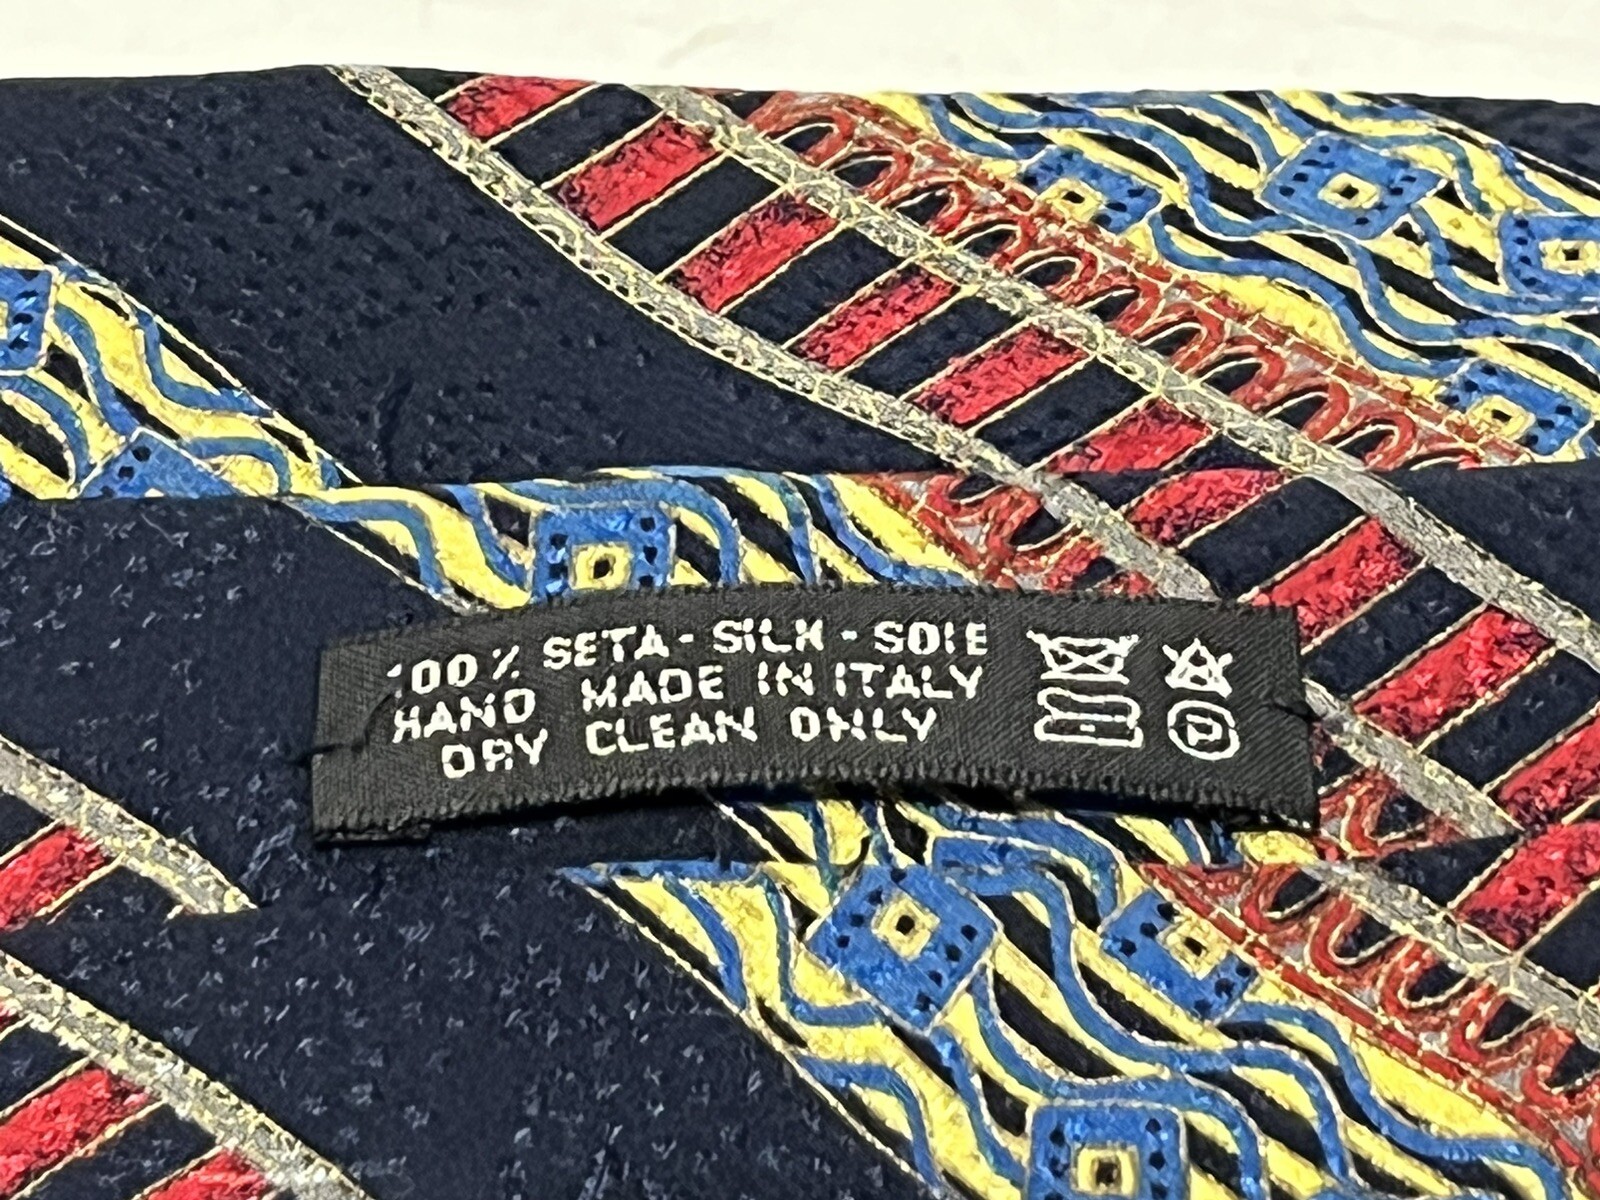 100% SETA - SILK - SOIE
HAND MADE IN ITALY
DRY CLEAN ONLY
P